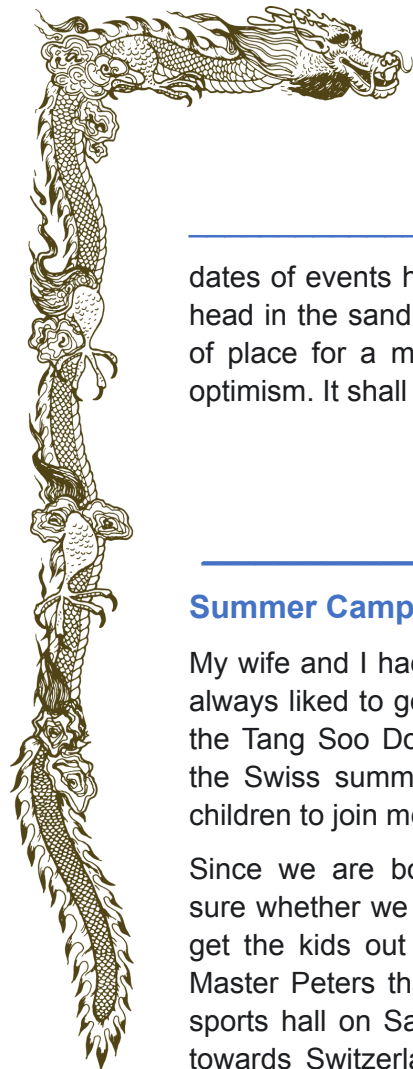 dates of events h
head in the sand
of place for a m
optimism. It shall
Summer Camp
My wife and I had
always liked to go
the Tang Soo Do
the Swiss summ
children to join me
Since we are bo
sure whether we
get the kids out
Master Peters th
sports hall on Sa
towards Switzerla